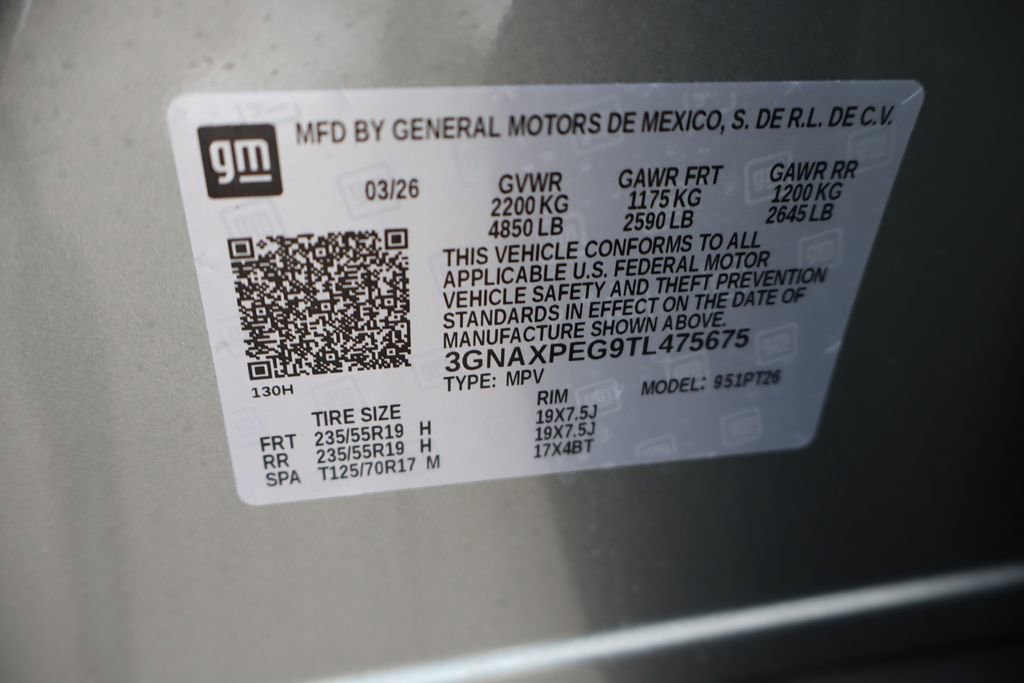 gm
MFD BY GENERAL MOTORS DE MEXICO, S. DE R.L. DE C.V.
03/26 GVWR GAWR FRT GAWR RR
2200 KG 1175 KG 1200 KG
4850 LB 2590 LB 2645 LB
THIS VEHICLE CONFORMS TO ALL
APPLICABLE U.S. FEDERAL MOTOR
VEHICLE SAFETY AND THEFT PREVENTION
STANDARDS IN EFFECT ON THE DATE OF
MANUFACTURE SHOWN ABOVE.
3GNAXPEG9TL475675
TYPE: MPV MODEL: 951PT26
130H
TIRE SIZE RIM
FRT 235/55R19 H 19X7.5J
RR 235/55R19 H 19X7.5J
SPA T125/70R17 M 17X4BT